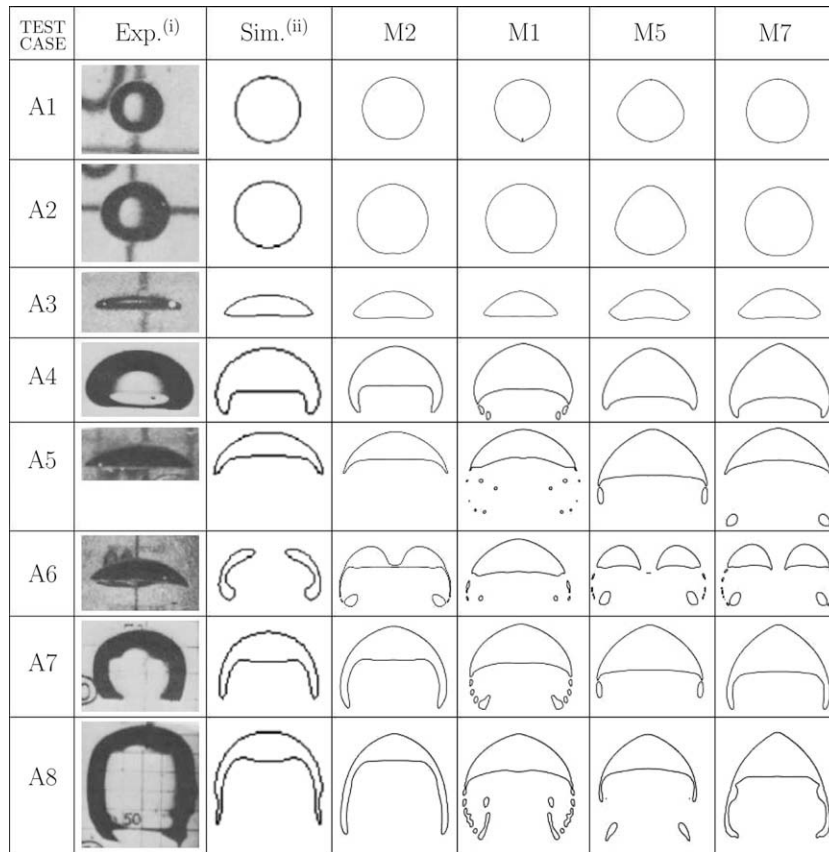 TEST CASE Exp.(i) Sim.(ii) M2 M1 M5 M7
A1
A2
A3
A4
A5
A6
A7
A8
50